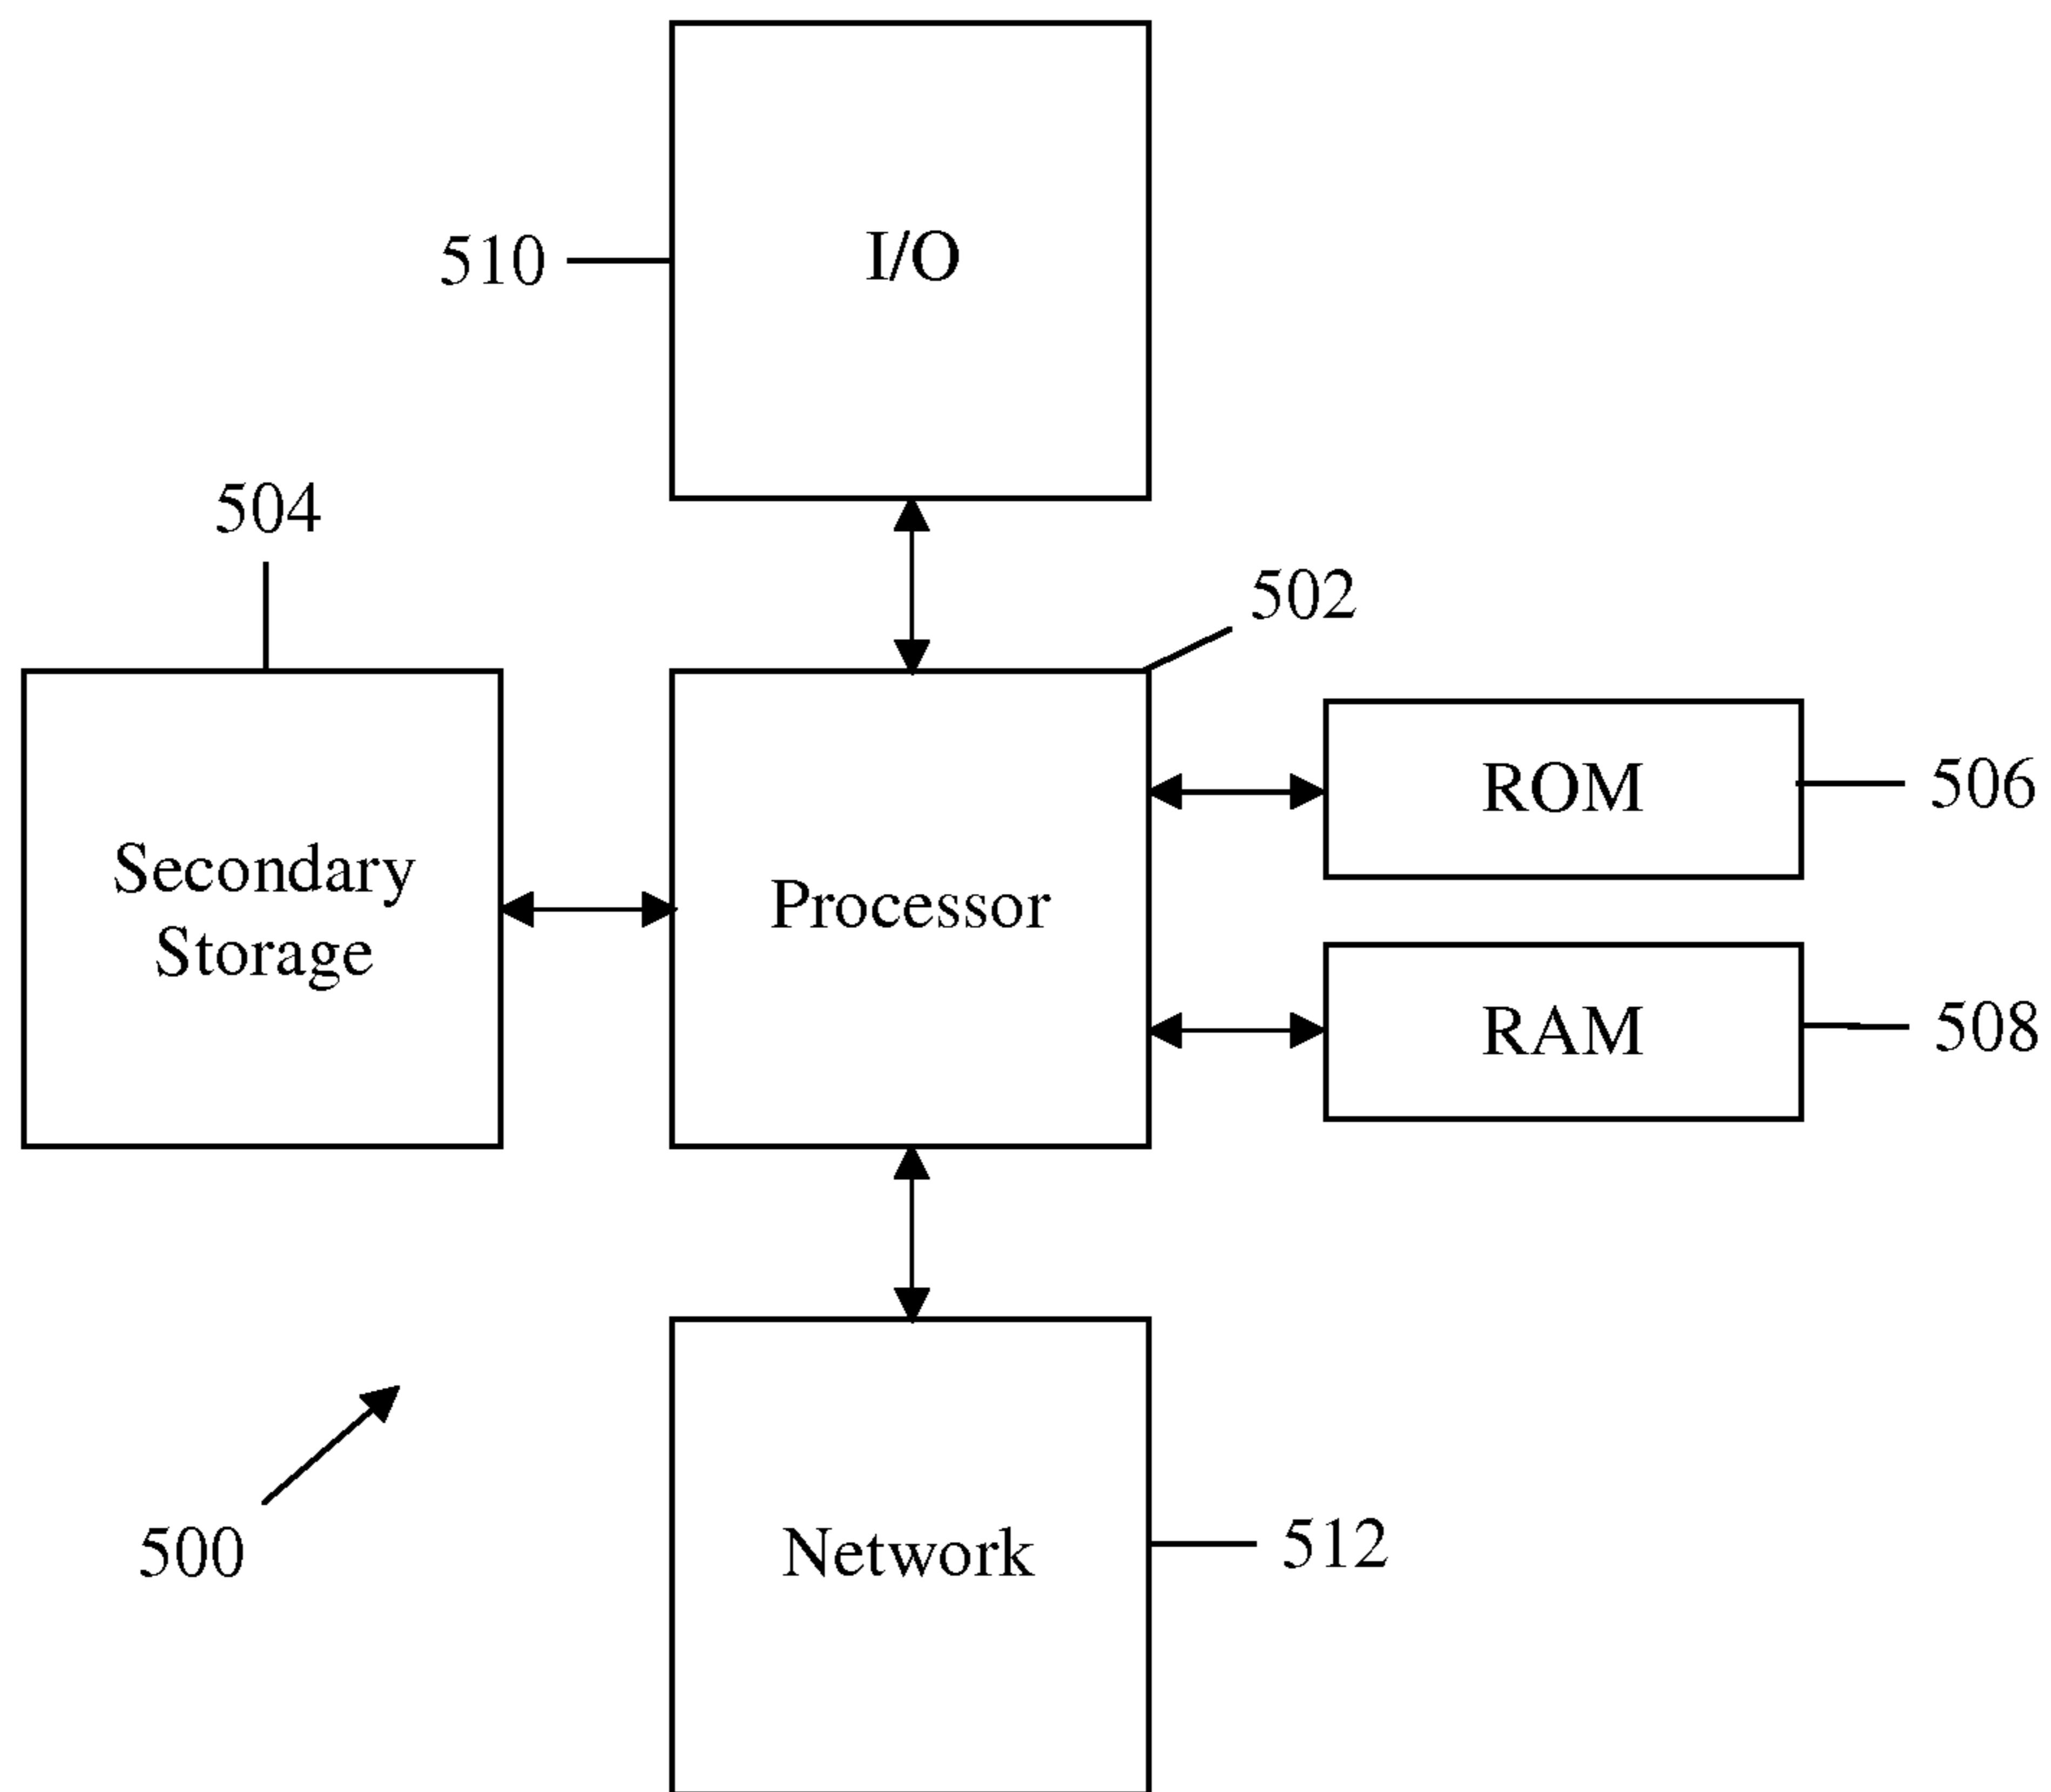 I/O
510
504
502
ROM
506
Secondary
Storage
Processor
RAM
508
500
Network
512